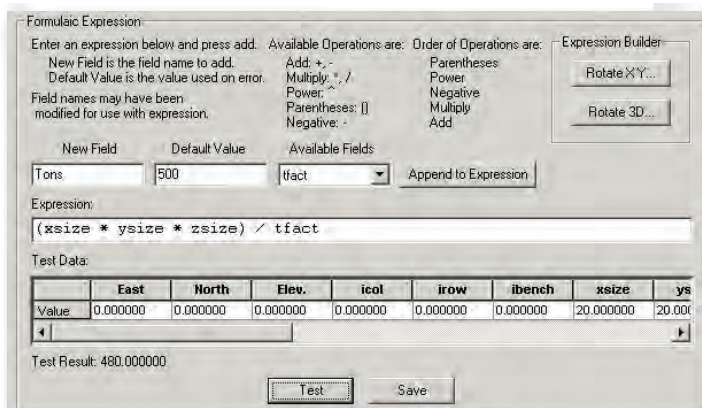 Formulaic Expression
Enter an expression below and press add.
New Field is the field name to add.
Default Value is the value used on error.
Field names may have been
modified for use with expression.
Available Operations are:
Add: +, -
Multiply: *, /
Power: ^
Parentheses: ()
Negative: -
Order of Operations are:
Parentheses
Power
Negative
Multiply
Add
Expression Builder
Rotate XY...
Rotate 3D...
New Field Default Value Available Fields
Tons 500 tfact Append to Expression
Expression:
(xsize * ysize * zsize) / tfact
Test Data:
East North Elev. icol irow ibench xsize ys
Value 0.000000 0.000000 0.000000 0.000000 0.000000 0.000000 20.000000 20.00
Test Result: 480.000000
Test Save